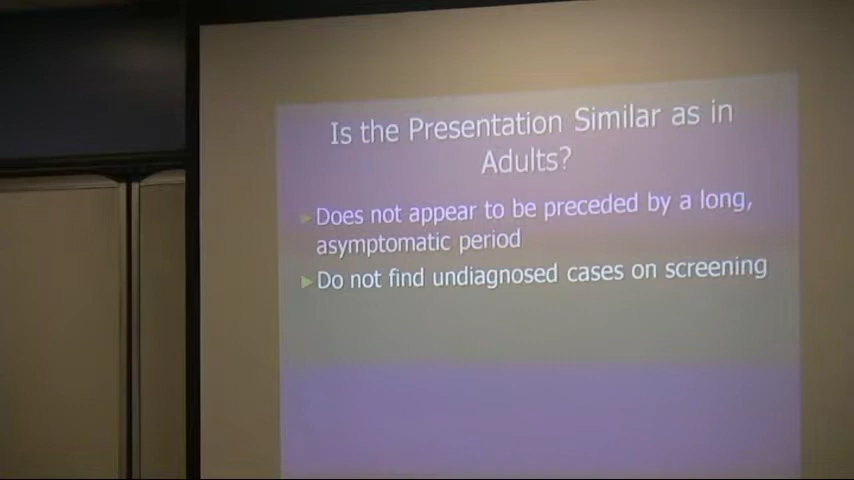 Is the Presentation Similar as in
Adults?
Does not appear to be preceded by a long,
asymptomatic period
Do not find undiagnosed cases on screening